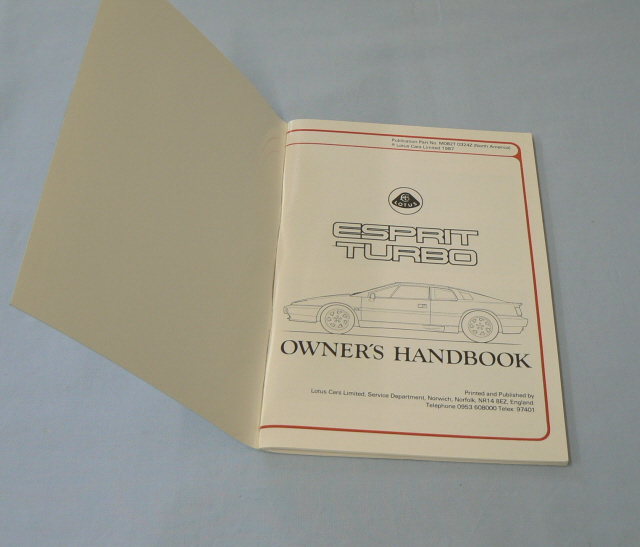 Publication Part No. M082T 0324Z (North America)
© Lotus Cars Limited 1987
LOTUS
ESPRIT
TURBO
OWNER'S HANDBOOK
Printed and Published by
Lotus Cars Limited, Service Department, Norwich, Norfolk, NR14 8EZ, England.
Telephone 0953 608000 Telex: 97401